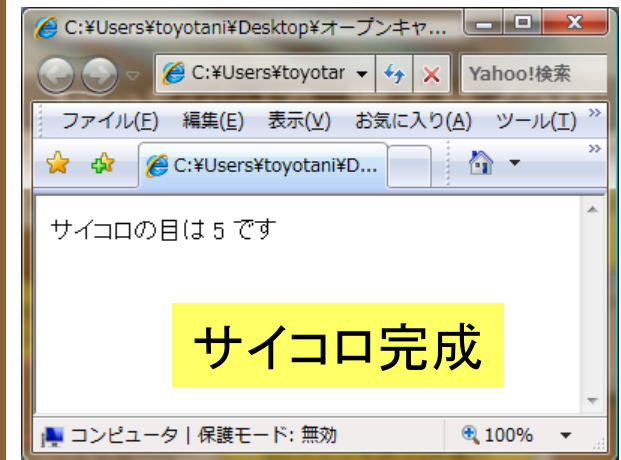 C:¥Users¥toyotani¥Desktop¥オープンキャ...
C:¥Users¥toyotar
Yahoo!検索
ファイル(F) 編集(E) 表示(V) お気に入り(A) ツール(T) »
C:¥Users¥toyotani¥D... »
サイコロの目は 5 です
サイコロ完成
コンピュータ | 保護モード: 無効 100%